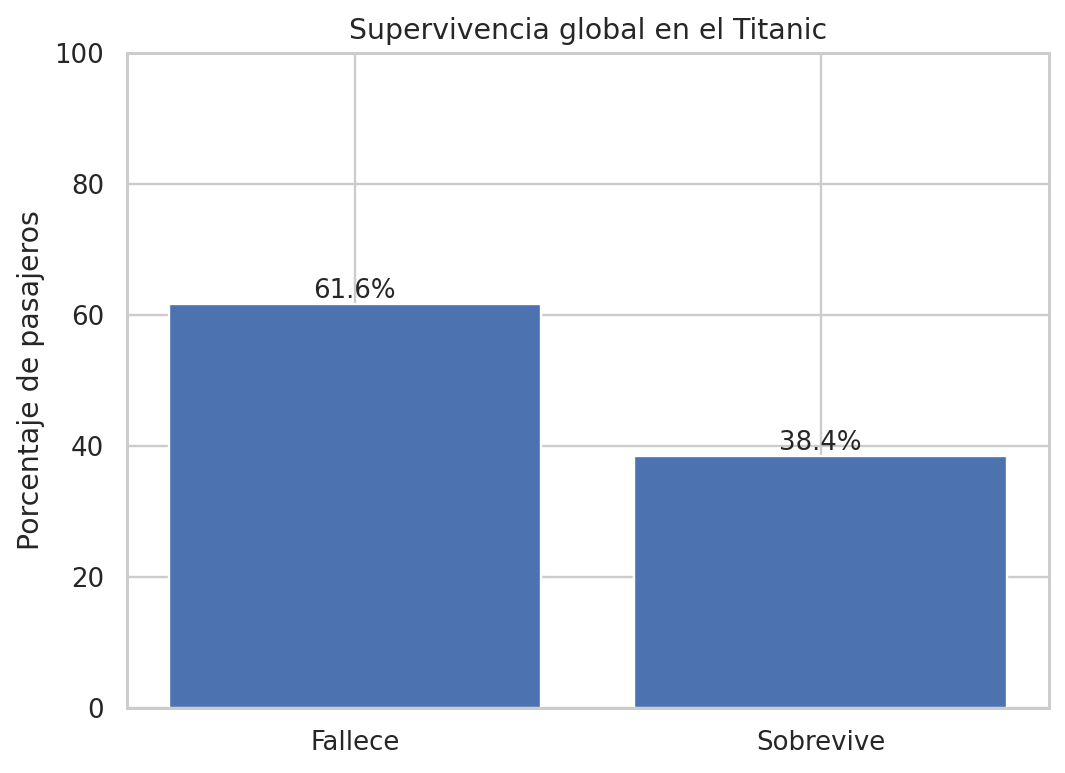 Supervivencia global en el Titanic
Porcentaje de pasajeros
100
80
60
40
20
0
61.6%
38.4%
Fallece
Sobrevive